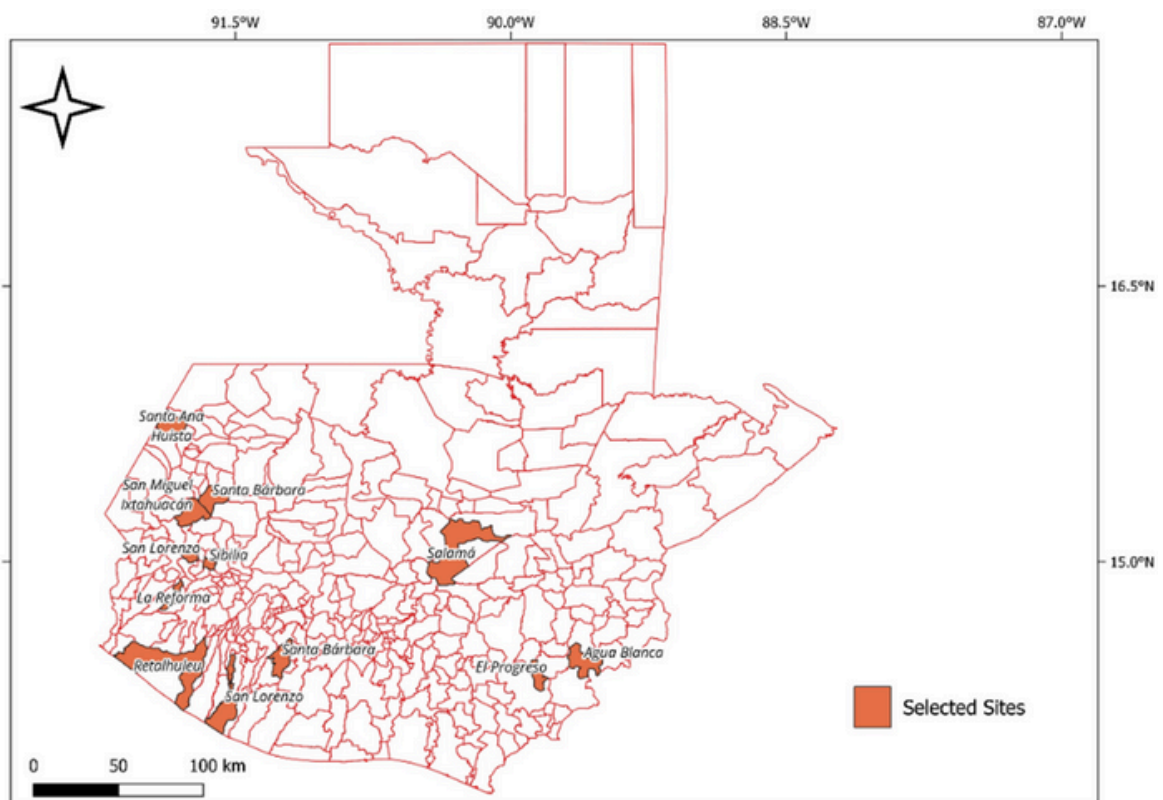 91.5°W 90.0°W 88.5°W 87.0°W
16.5°N
15.0°N
Santa Ana
Huista
San Miguel
Ixtahuacán
Santa Bárbara
San Lorenzo
Sibilia
Salamá
La Reforma
Santa Bárbara
Retalhuleu
El Progreso
Agua Blanca
San Lorenzo
Selected Sites
0 50 100 km